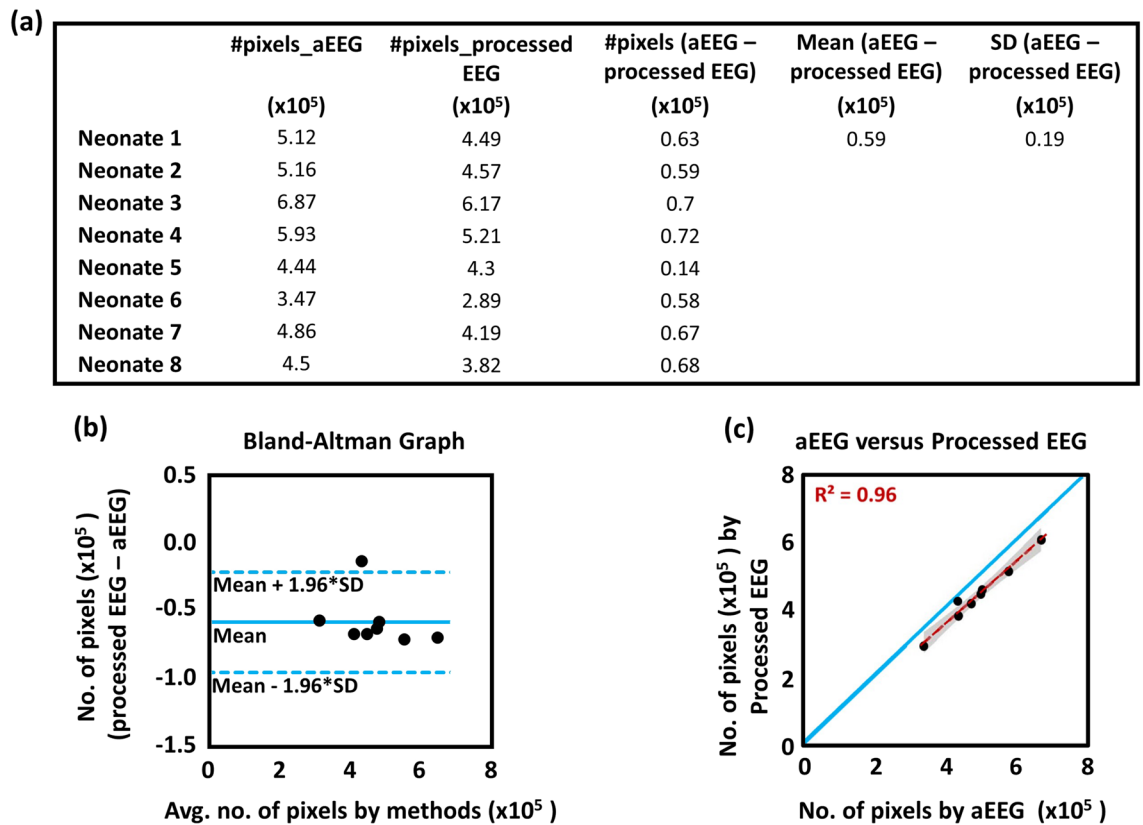 (a)
#pixels_aEEG #pixels_processed EEG #pixels (aEEG – processed EEG) Mean (aEEG – processed EEG) SD (aEEG – processed EEG)
(x10⁵) (x10⁵) (x10⁵) (x10⁵) (x10⁵)
Neonate 1 5.12 4.49 0.63 0.59 0.19
Neonate 2 5.16 4.57 0.59
Neonate 3 6.87 6.17 0.7
Neonate 4 5.93 5.21 0.72
Neonate 5 4.44 4.3 0.14
Neonate 6 3.47 2.89 0.58
Neonate 7 4.86 4.19 0.67
Neonate 8 4.5 3.82 0.68
(b)
Bland-Altman Graph
No. of pixels (x10⁵ )
(processed EEG – aEEG)
0.5
0.0
-0.5
-1.0
-1.5
Mean + 1.96*SD
Mean
Mean - 1.96*SD
0 2 4 6 8
Avg. no. of pixels by methods (x10⁵ )
(c)
aEEG versus Processed EEG
No. of pixels (x10⁵ ) by
Processed EEG
8
6
4
2
0
R² = 0.96
0 2 4 6 8
No. of pixels by aEEG (x10⁵ )